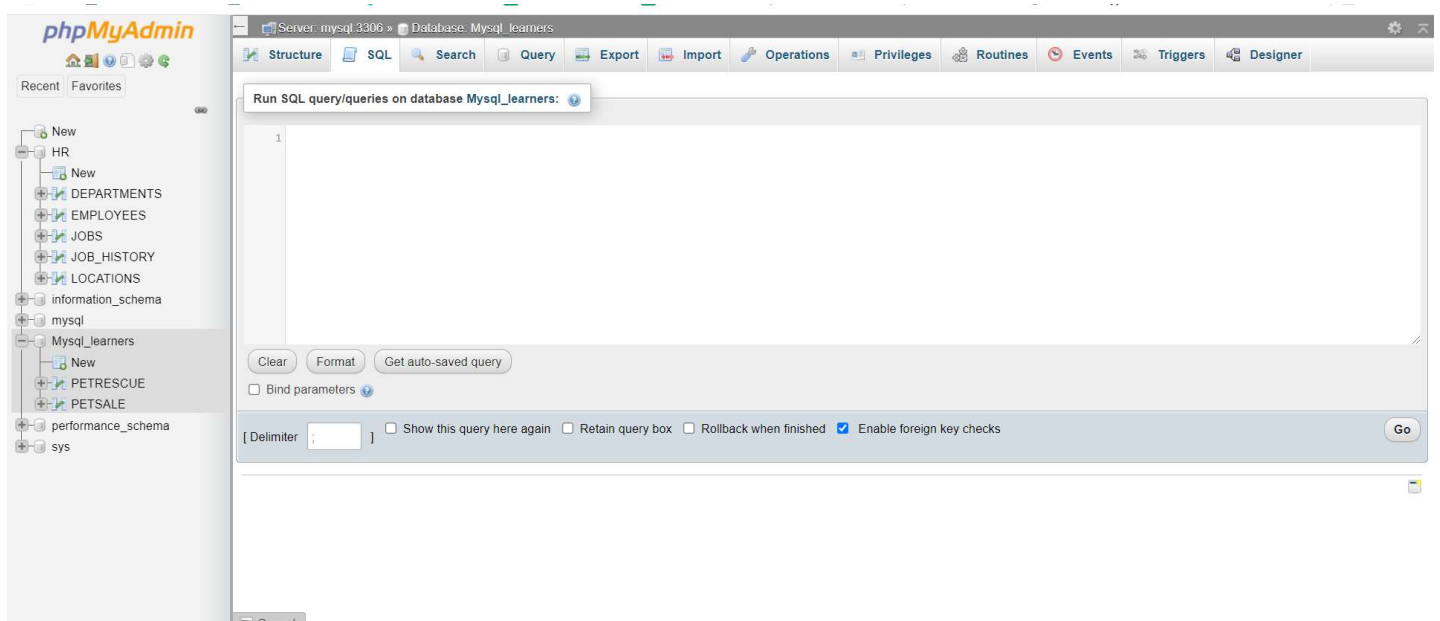 phpMyAdmin
Recent Favorites
New
HR
New
DEPARTMENTS
EMPLOYEES
JOBS
JOB_HISTORY
LOCATIONS
information_schema
mysql
Mysql_learners
New
PETRESCUE
PETSALE
performance_schema
sys
Server: mysql:3306 » Database: Mysql_learners
Structure SQL Search Query Export Import Operations Privileges Routines Events Triggers Designer
Run SQL query/queries on database Mysql_learners:
1
Clear Format Get auto-saved query
Bind parameters
[ Delimiter ; ] Show this query here again Retain query box Rollback when finished Enable foreign key checks Go